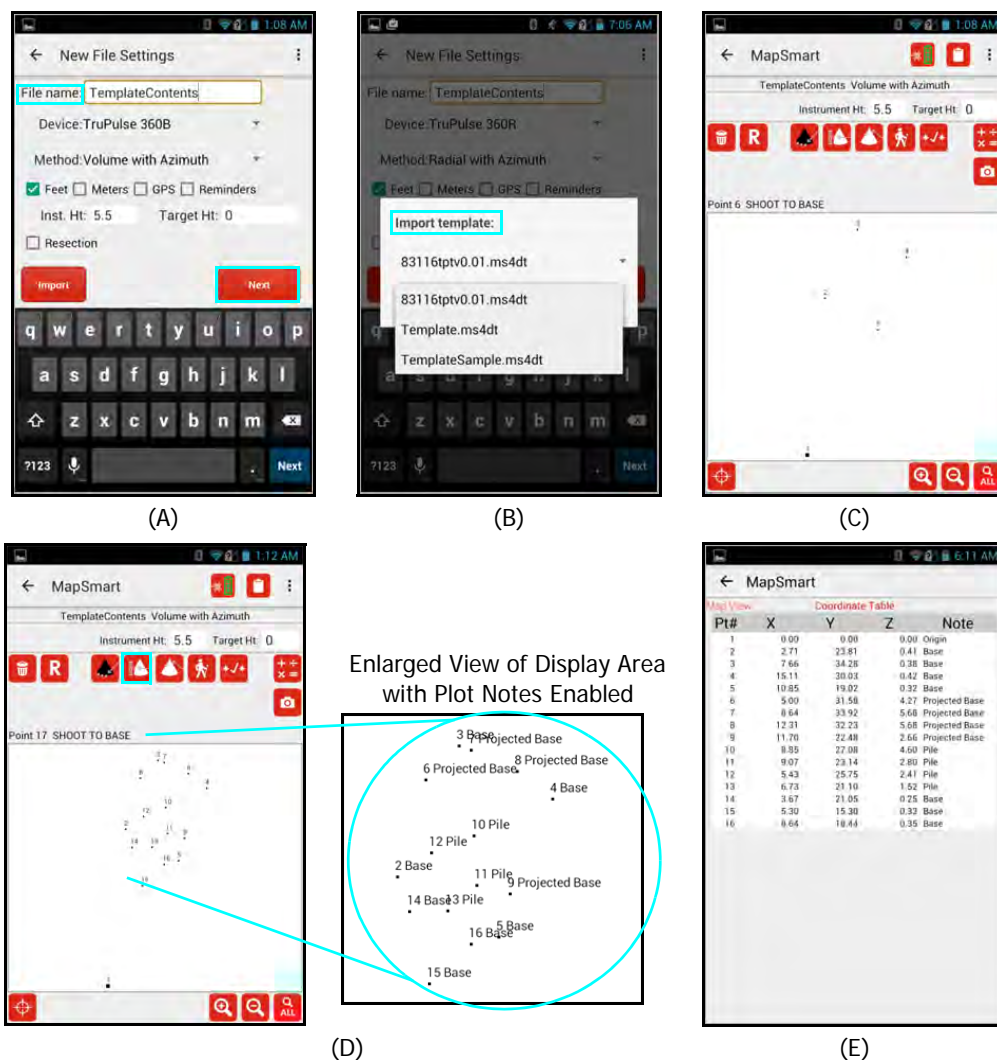 1:08 AM
← New File Settings
File name: TemplateContents
Device:TruPulse 360B
Method:Volume with Azimuth
Feet Meters GPS Reminders
Inst. Ht: 5.5 Target Ht: 0
Resection
Import Next
q w e r t y u i o p
a s d f g h j k l
z x c v b n m
?123 . Next
(A)
7:06 AM
← New File Settings
File name: TemplateContents
Device:TruPulse 360R
Method:Radial with Azimuth
Feet Meters GPS Reminders
Import template:
83116tptv0.01.ms4dt
83116tptv0.01.ms4dt
Template.ms4dt
TemplateSample.ms4dt
z x c v b n m
?123 . Next
(B)
1:08 AM
← MapSmart
TemplateContents Volume with Azimuth
Instrument Ht: 5.5 Target Ht: 0
R
Point 6 SHOOT TO BASE
1
ALL
(C)
1:12 AM
← MapSmart
TemplateContents Volume with Azimuth
Instrument Ht: 5.5 Target Ht: 0
R
Point 17 SHOOT TO BASE
ALL
Enlarged View of Display Area
with Plot Notes Enabled
3 Base
7 Projected Base
8 Projected Base
6 Projected Base
4 Base
10 Pile
12 Pile
2 Base
11 Pile
9 Projected Base
14 Base
13 Pile
5 Base
16 Base
15 Base
(D)
6:11 AM
← MapSmart
Map View Coordinate Table
Pt# X Y Z Note
1 0.00 0.00 0.00 Origin
2 2.71 23.81 0.41 Base
3 7.66 34.28 0.38 Base
4 15.11 30.03 0.42 Base
5 10.85 19.02 0.32 Base
6 5.00 31.58 4.27 Projected Base
7 8.64 33.92 5.68 Projected Base
8 12.31 32.23 5.68 Projected Base
9 11.70 22.48 2.66 Projected Base
10 8.85 27.08 4.60 Pile
11 9.07 23.14 2.80 Pile
12 5.43 25.75 2.41 Pile
13 6.73 21.10 1.52 Pile
14 3.67 21.05 0.25 Base
15 5.30 15.30 0.32 Base
16 8.64 18.44 0.35 Base
(E)